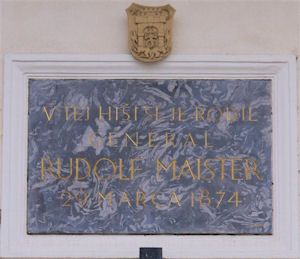 V TEJ HIŠI SE JE RODIL
GENERAL
RUDOLF MAISTER
29 MARCA 1874